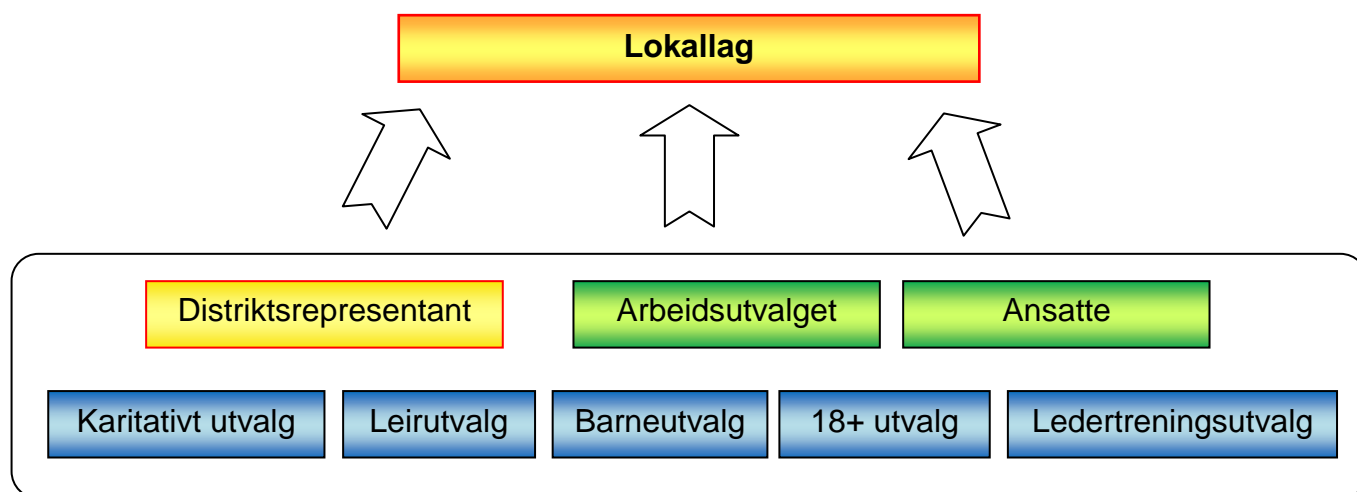 Lokallag
Distriktsrepresentant
Arbeidsutvalget
Ansatte
Karitativt utvalg
Leirutvalg
Barneutvalg
18+ utvalg
Ledertreningsutvalg